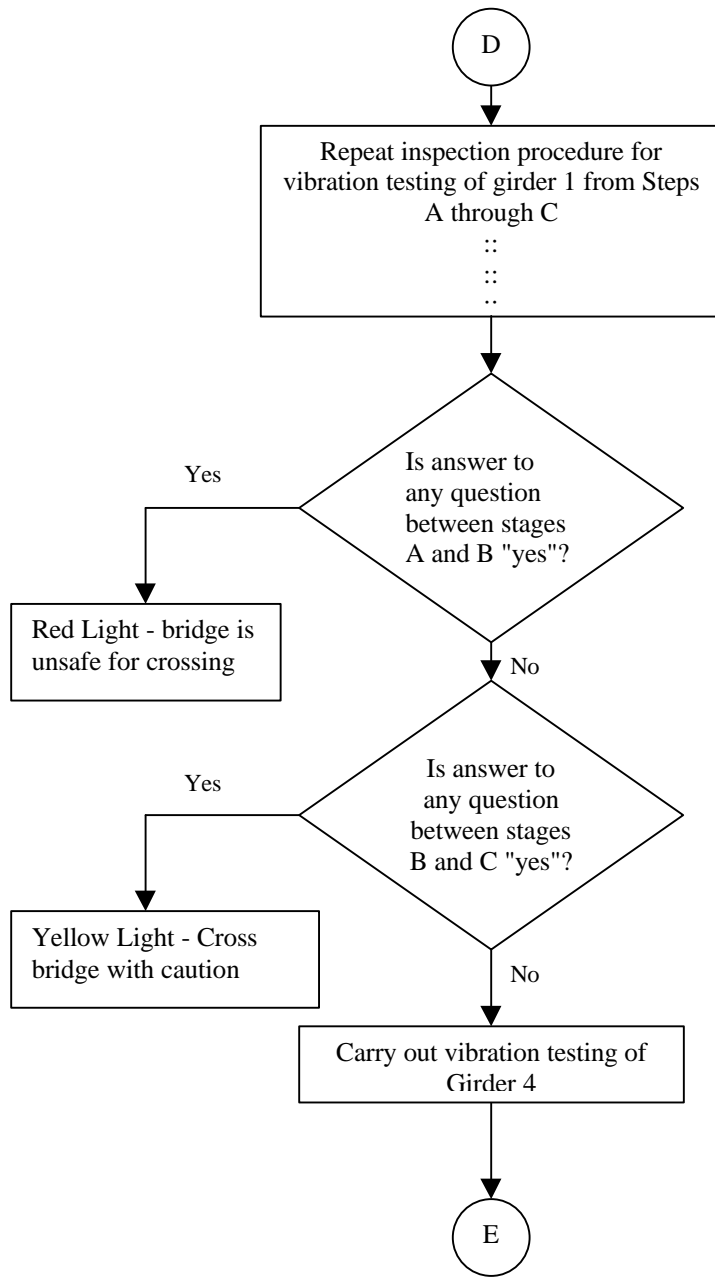 D
Repeat inspection procedure for
vibration testing of girder 1 from Steps
A through C
::
::
..
Is answer to
any question
between stages
A and B "yes"?
Yes
Red Light - bridge is
unsafe for crossing
No
Is answer to
any question
between stages
B and C "yes"?
Yes
Yellow Light - Cross
bridge with caution
No
Carry out vibration testing of
Girder 4
E